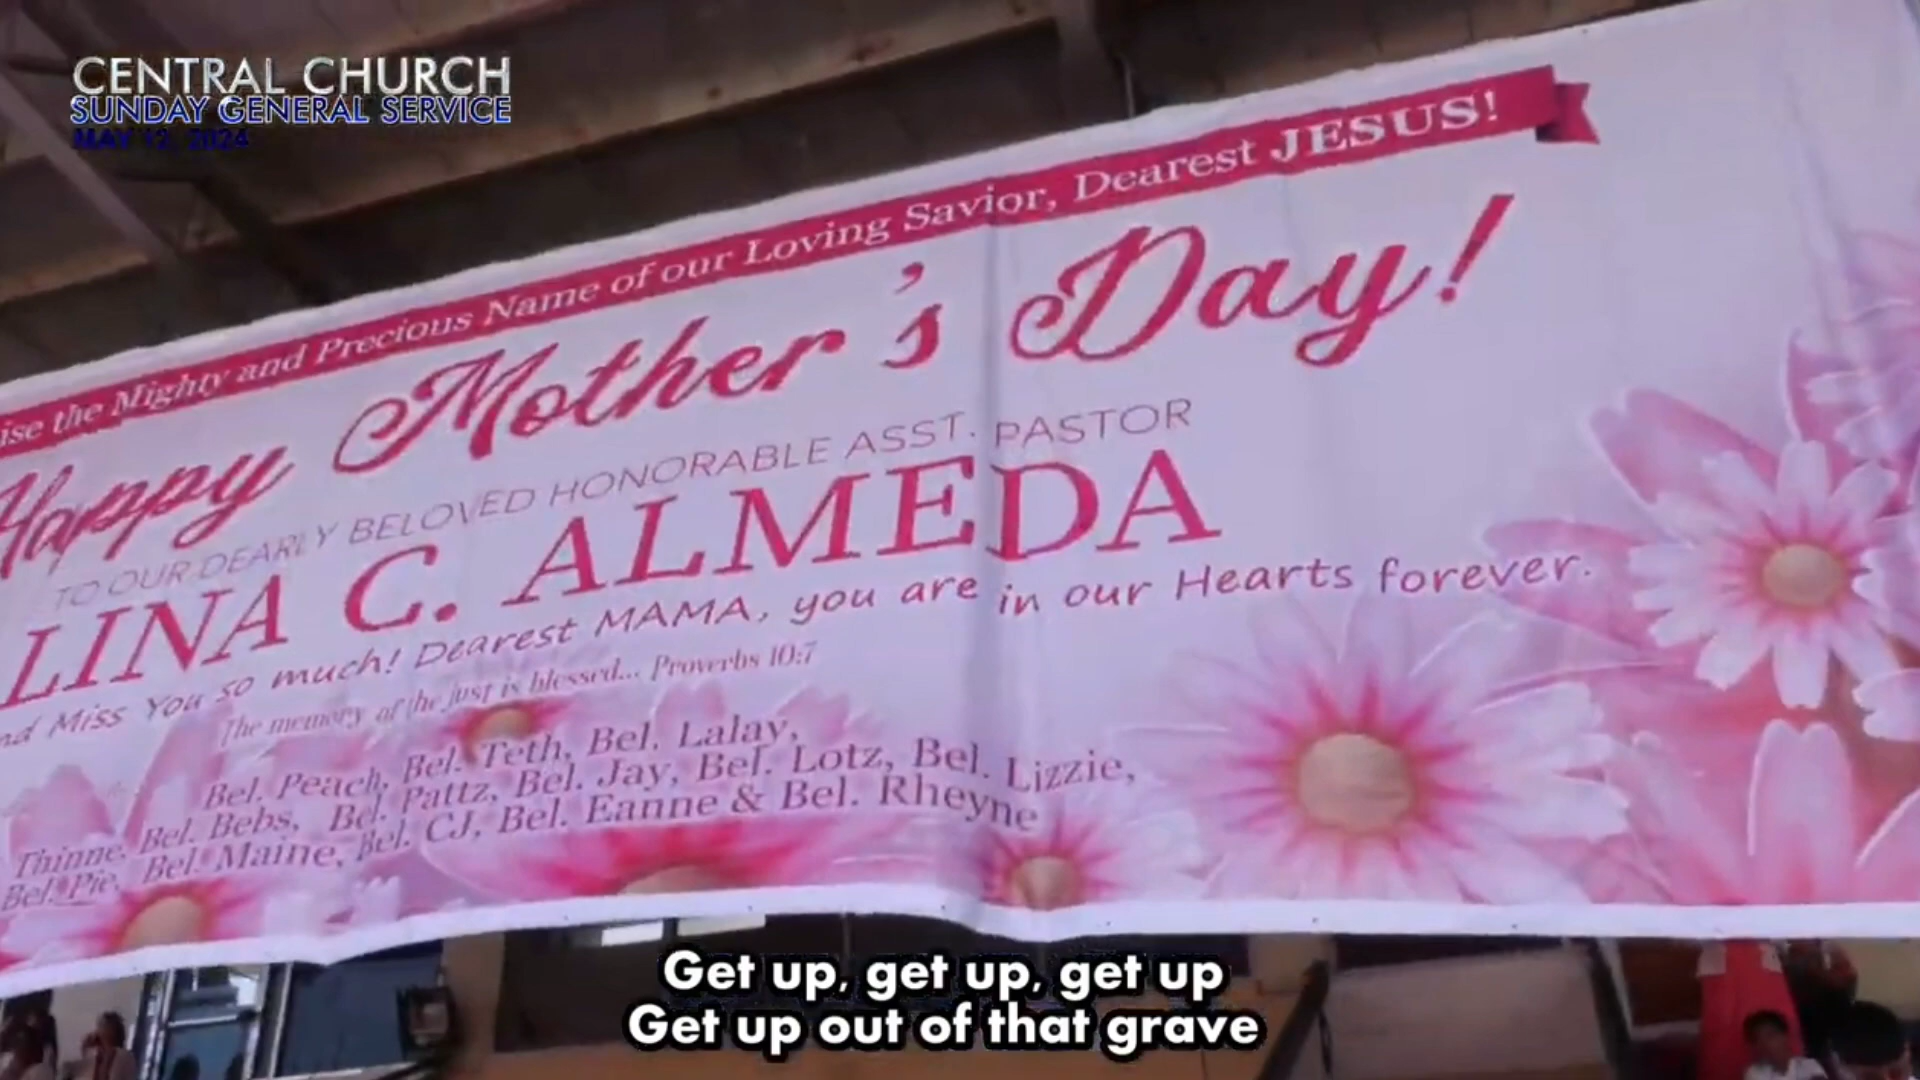 CENTRAL CHURCH
SUNDAY GENERAL SERVICE
MAY 12, 2024
the Mighty and Precious Name of our Loving Savior, Dearest JESUS!
Happy Mother's Day!
TO OUR DEARLY BELOVED HONORABLE ASST. PASTOR
LINA C. ALMEDA
Miss You so much! Dearest MAMA, you are in our Hearts forever.
The memory of the just is blessed... Proverbs 10:7
Bel. Peach, Bel. Teth, Bel. Lalay,
Thinne, Bel. Bebs, Bel. Pattz, Bel. Jay, Bel. Lotz, Bel. Lizzie,
Bel. Pie, Bel. Maine, Bel. CJ, Bel. Eanne & Bel. Rheyne
Get up, get up, get up
Get up out of that grave